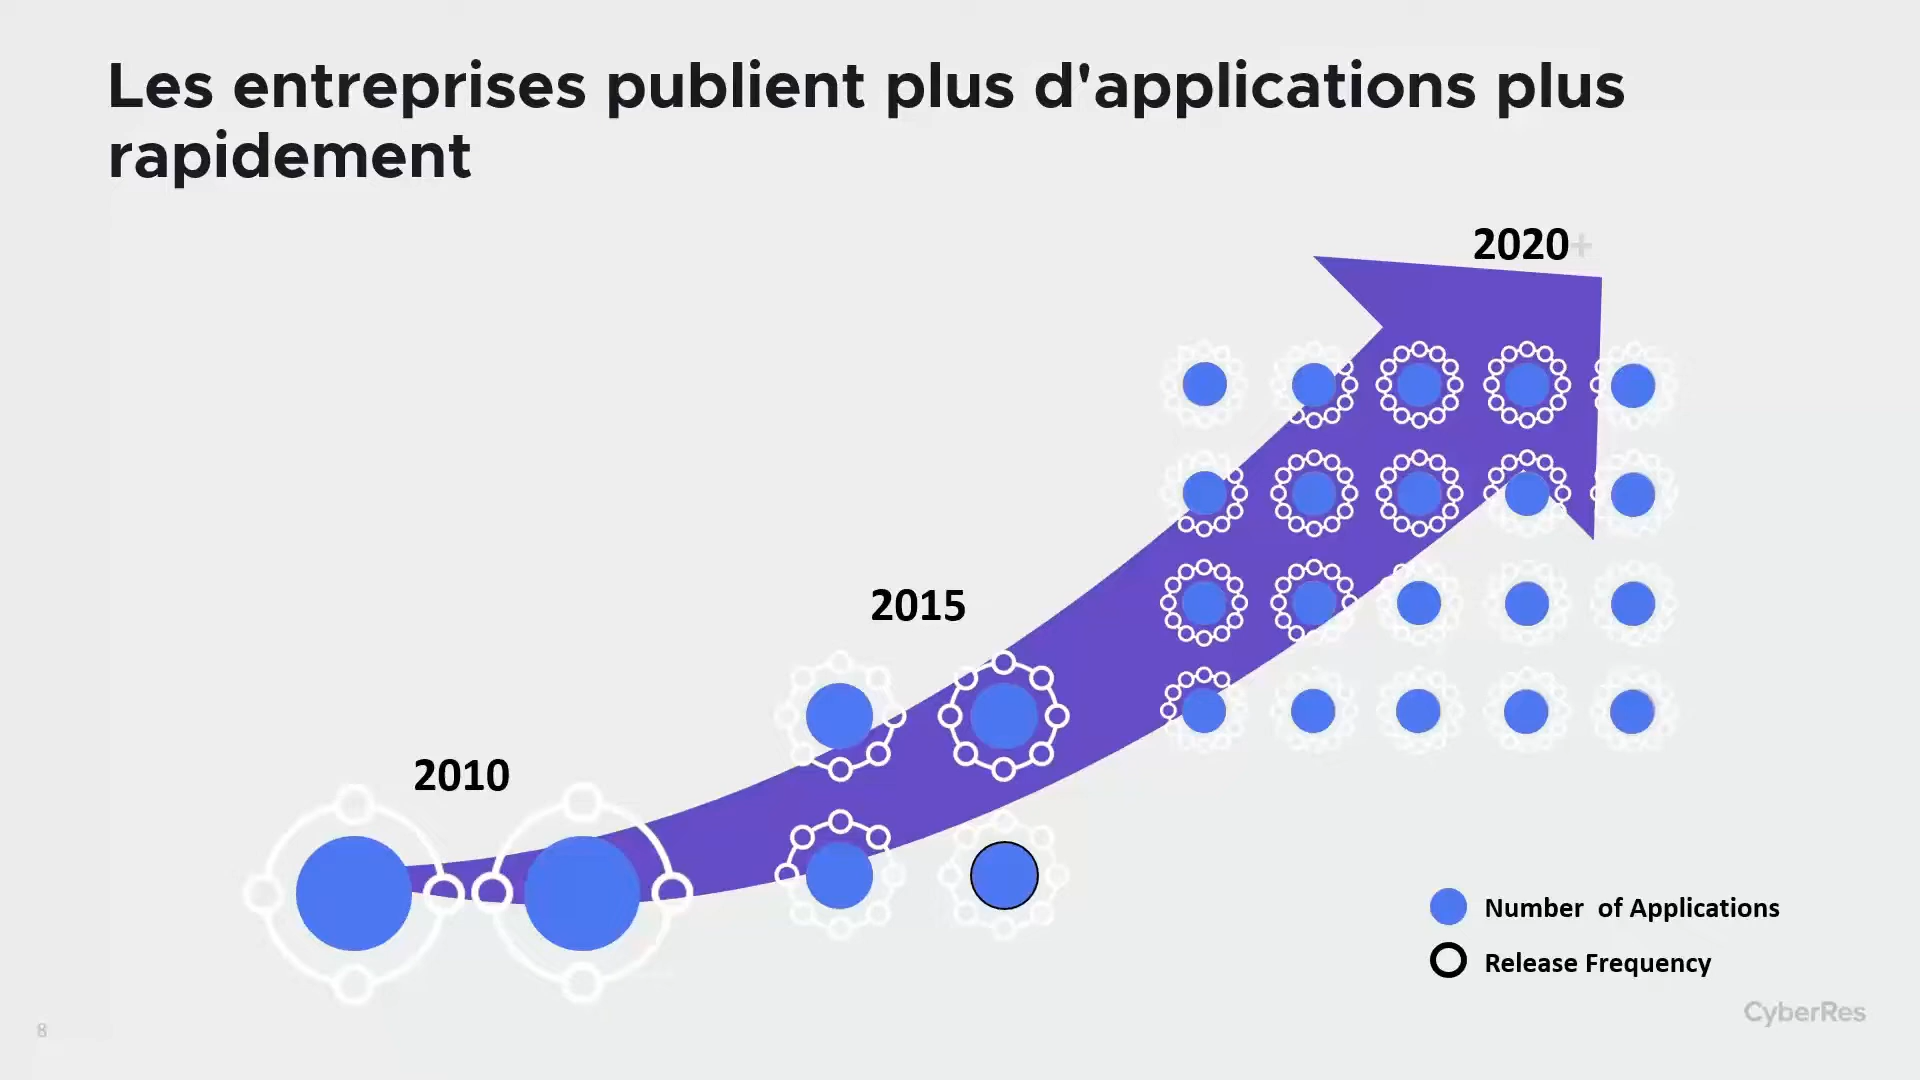 Les entreprises publient plus d'applications plus
rapidement
2020+
2015
2010
Number of Applications
Release Frequency
CyberRes
8